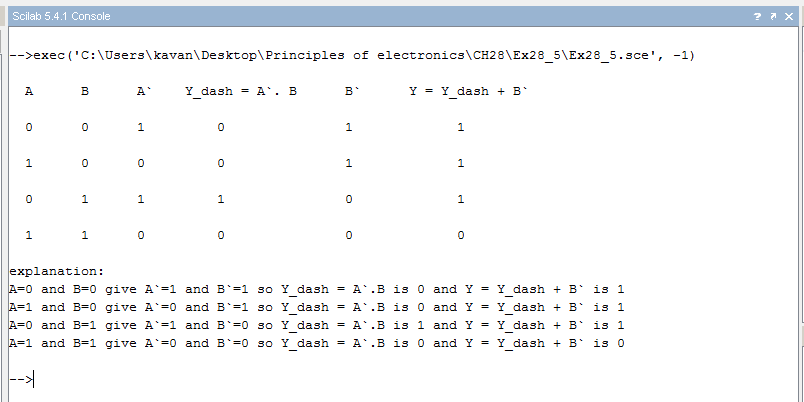 Scilab 5.4.1 Console
? ↗ ×
-->exec('C:\Users\kavan\Desktop\Principles of electronics\CH28\Ex28_5\Ex28_5.sce', -1)
A B A` Y_dash = A`. B B` Y = Y_dash + B`
0 0 1 0 1 1
1 0 0 0 1 1
0 1 1 1 0 1
1 1 0 0 0 0
explanation:
A=0 and B=0 give A`=1 and B`=1 so Y_dash = A`.B is 0 and Y = Y_dash + B` is 1
A=1 and B=0 give A`=0 and B`=1 so Y_dash = A`.B is 0 and Y = Y_dash + B` is 1
A=0 and B=1 give A`=1 and B`=0 so Y_dash = A`.B is 1 and Y = Y_dash + B` is 1
A=1 and B=1 give A`=0 and B`=0 so Y_dash = A`.B is 0 and Y = Y_dash + B` is 0
-->